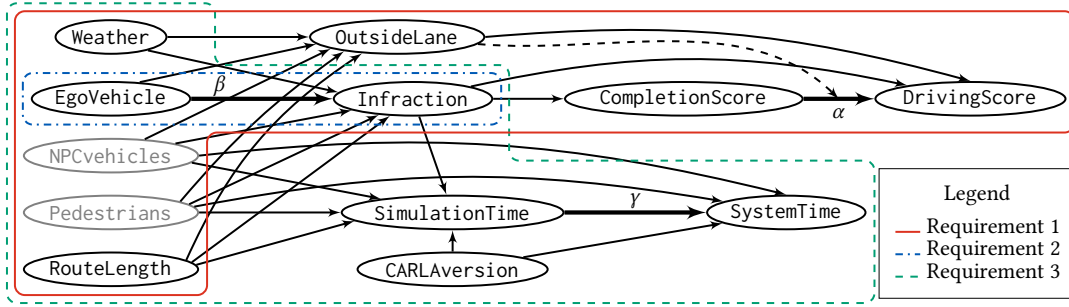 Weather
OutsideLane
EgoVehicle
β
Infraction
CompletionScore
α
DrivingScore
NPCvehicles
Pedestrians
SimulationTime
γ
SystemTime
RouteLength
CARLAversion
Legend
Requirement 1
Requirement 2
Requirement 3